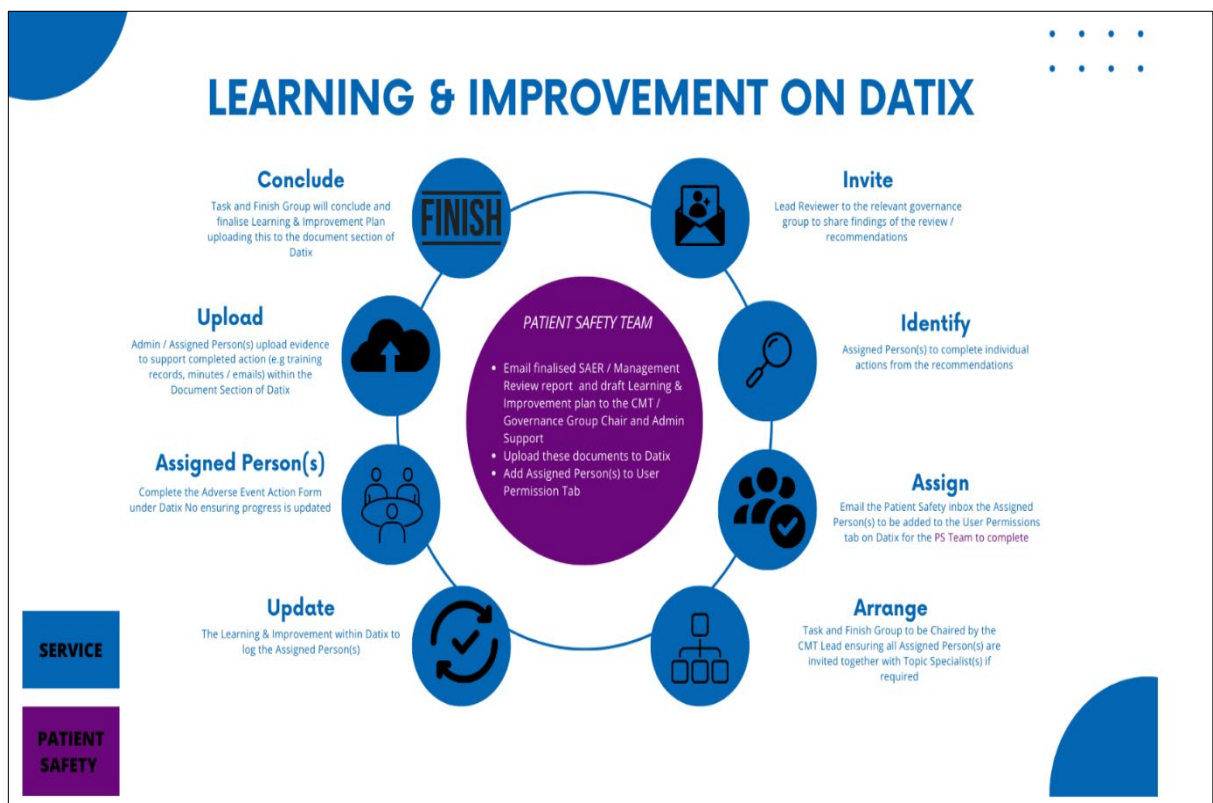 LEARNING & IMPROVEMENT ON DATIX
Invite
Lead Reviewer to the relevant governance
group to share findings of the review /
recommendations
Identify
Assigned Person(s) to complete individual
actions from the recommendations
Assign
Email the Patient Safety inbox the Assigned
Person(s) to be added to the User Permissions
tab on Datix for the PS Team to complete
Arrange
Task and Finish Group to be Chaired by the
CMT Lead ensuring all Assigned Person(s) are
invited together with Topic Specialist(s) if
required
Update
The Learning & Improvement within Datix to
log the Assigned Person(s)
Assigned Person(s)
Complete the Adverse Event Action Form
under Datix No ensuring progress is updated
Upload
Admin / Assigned Person(s) upload evidence
to support completed action (e.g training
records, minutes / emails) within the
Document Section of Datix
Conclude
Task and Finish Group will conclude and
finalise Learning & Improvement Plan
uploading this to the document section of
Datix
FINISH
PATIENT SAFETY TEAM
• Email finalised SAER / Management
Review report and draft Learning &
Improvement plan to the CMT /
Governance Group Chair and Admin
Support
• Upload these documents to Datix
• Add Assigned Person(s) to User
Permission Tab
SERVICE
PATIENT
SAFETY